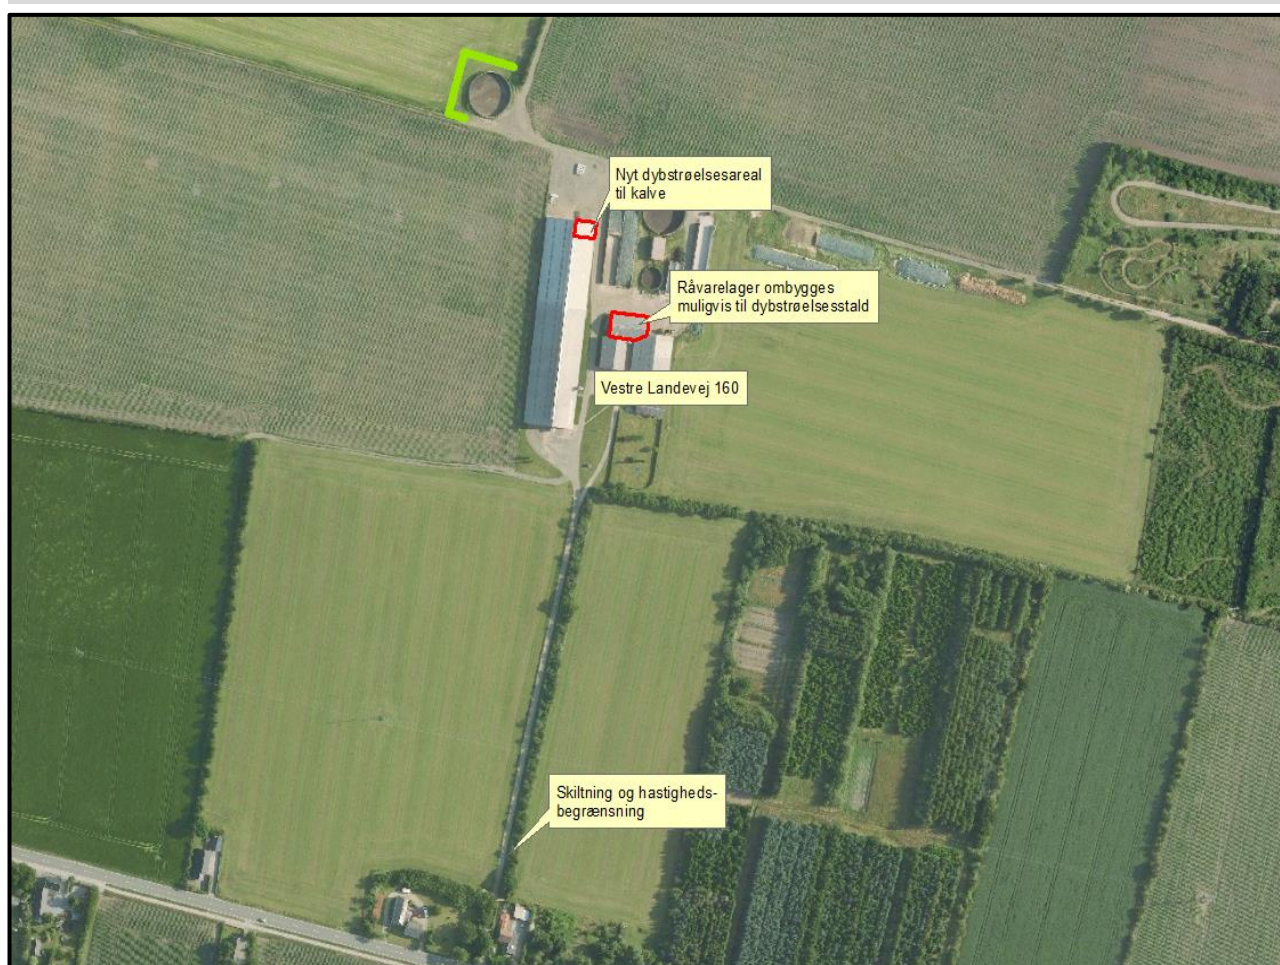 Nyt dybstrøelsesareal
til kalve
Råvarelager ombygges
muligvis til dybstrøelsesstald
Vestre Landevej 160
Skiltning og hastigheds-
begrænsning